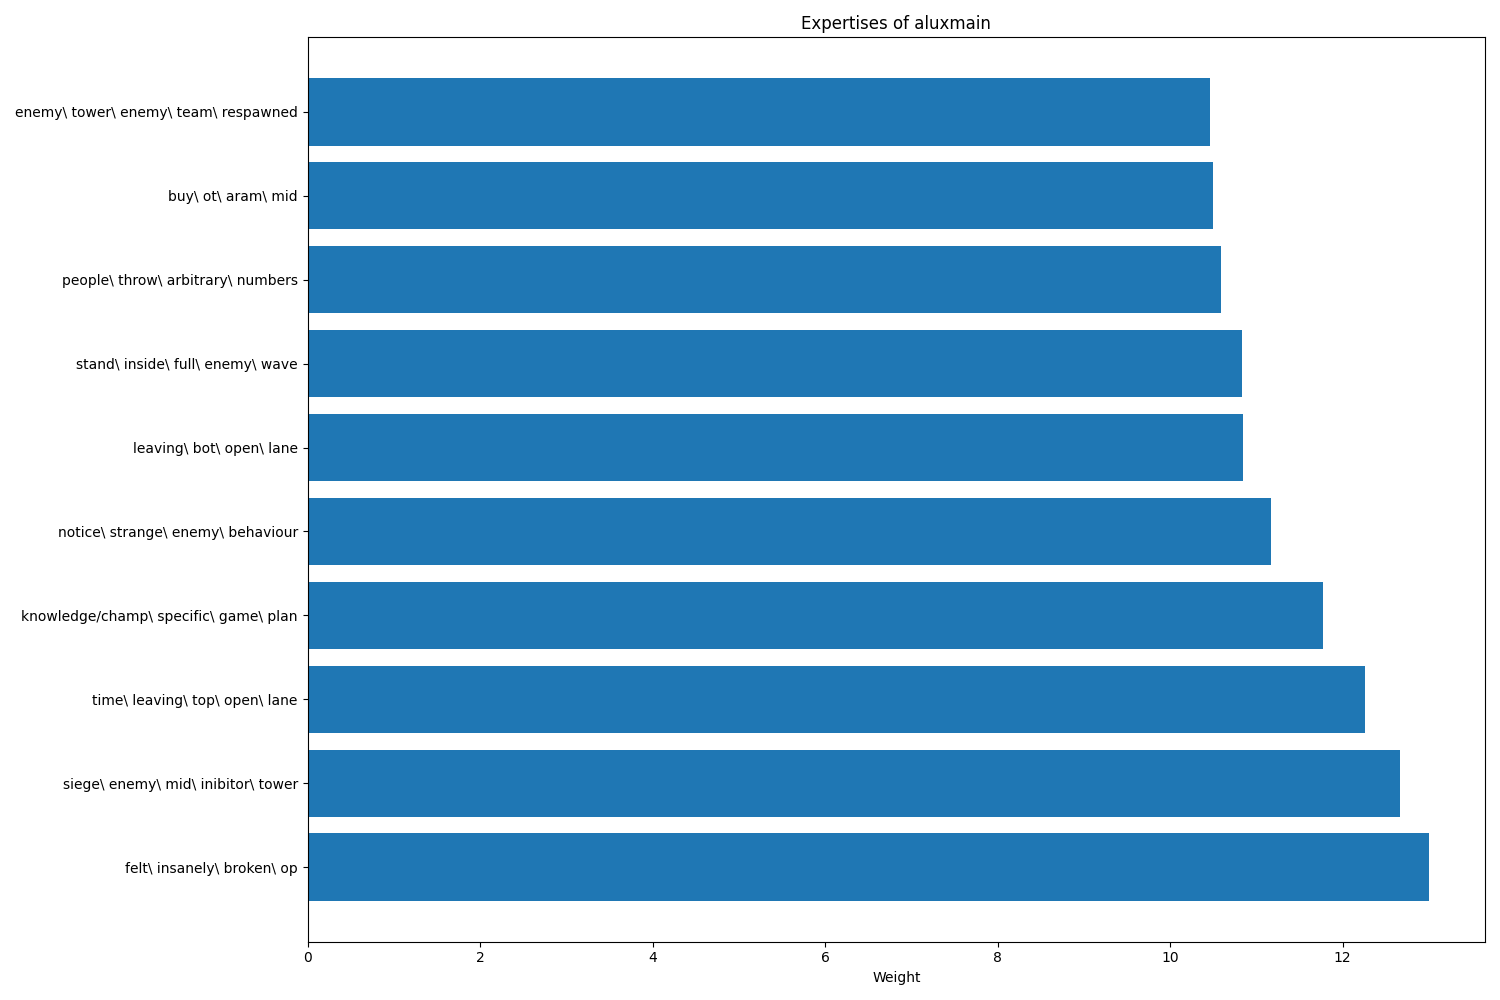 Expertises of aluxmain
enemy\ tower\ enemy\ team\ respawned
buy\ ot\ aram\ mid
people\ throw\ arbitrary\ numbers
stand\ inside\ full\ enemy\ wave
leaving\ bot\ open\ lane
notice\ strange\ enemy\ behaviour
knowledge/champ\ specific\ game\ plan
time\ leaving\ top\ open\ lane
siege\ enemy\ mid\ inibitor\ tower
felt\ insanely\ broken\ op
0 2 4 6 8 10 12
Weight